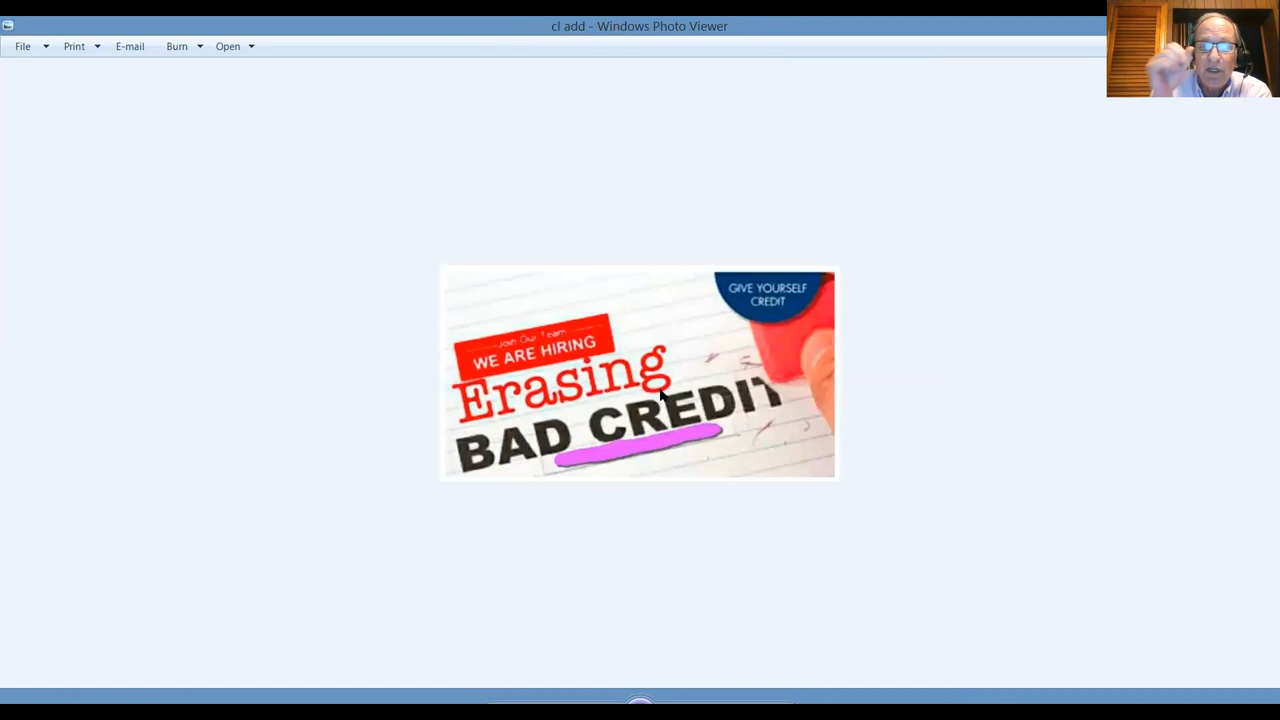 cl add - Windows Photo Viewer
File Print E-mail Burn Open
GIVE YOURSELF
CREDIT
Join Our Team
WE ARE HIRING
Erasing
BAD CREDIT